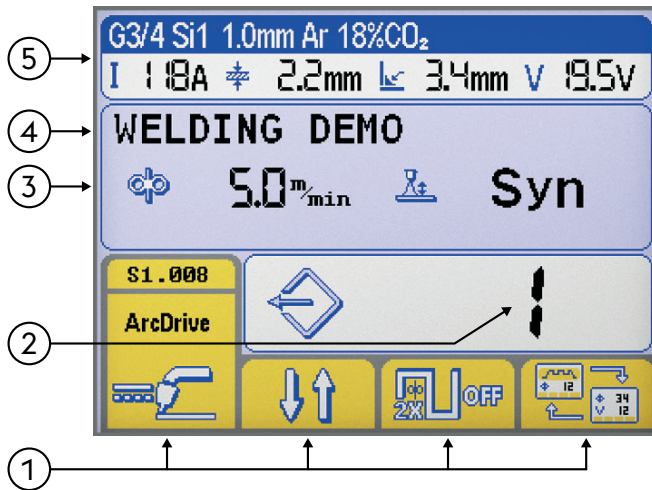 G3/4 Si1 1.0mm Ar 18%CO₂
5
I 118A 2.2mm 3.4mm V 19.5V
4
WELDING DEMO
3
5.0 m/min Syn
S1.008
ArcDrive
2
1
2X OFF
12
34
V 12
1